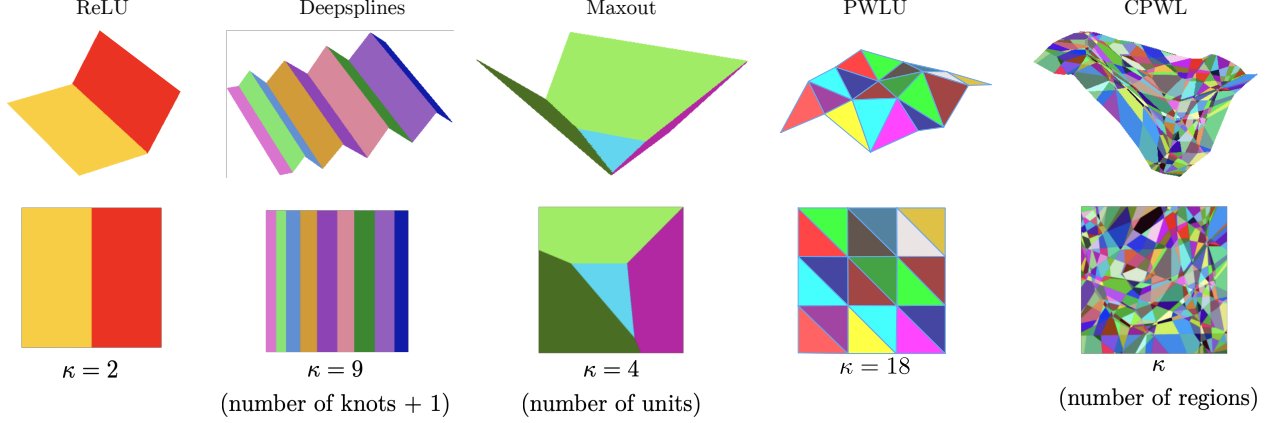 ReLU
Deepsplines
Maxout
PWLU
CPWL
κ = 2
κ = 9
κ = 4
κ = 18
κ
(number of knots + 1)
(number of units)
(number of regions)